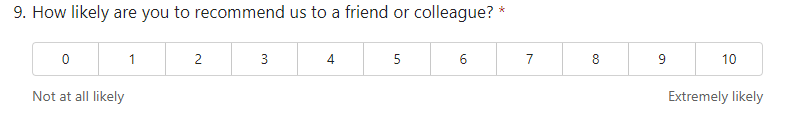 9. How likely are you to recommend us to a friend or colleague? *
0 1 2 3 4 5 6 7 8 9 10
Not at all likely Extremely likely